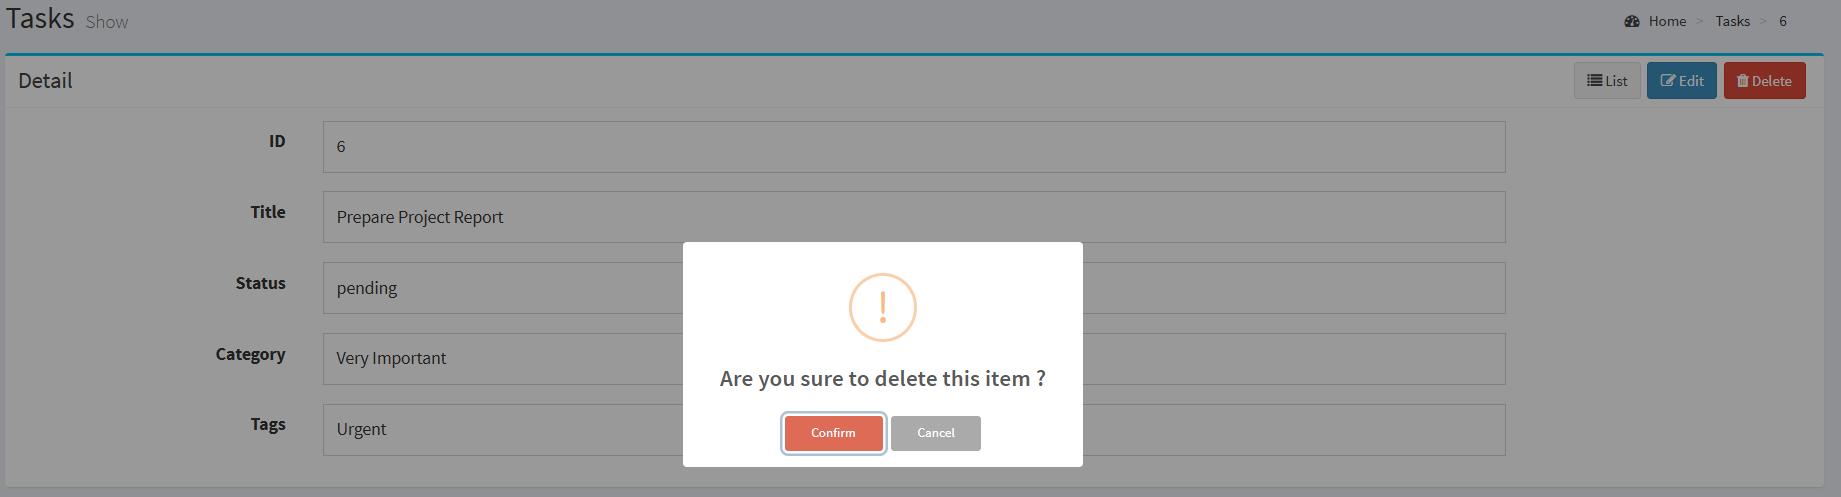 Tasks Show
Home > Tasks > 6
Detail
List Edit Delete
ID 6
Title Prepare Project Report
Status pending
Category Very Important
Tags Urgent
!
Are you sure to delete this item ?
Confirm Cancel